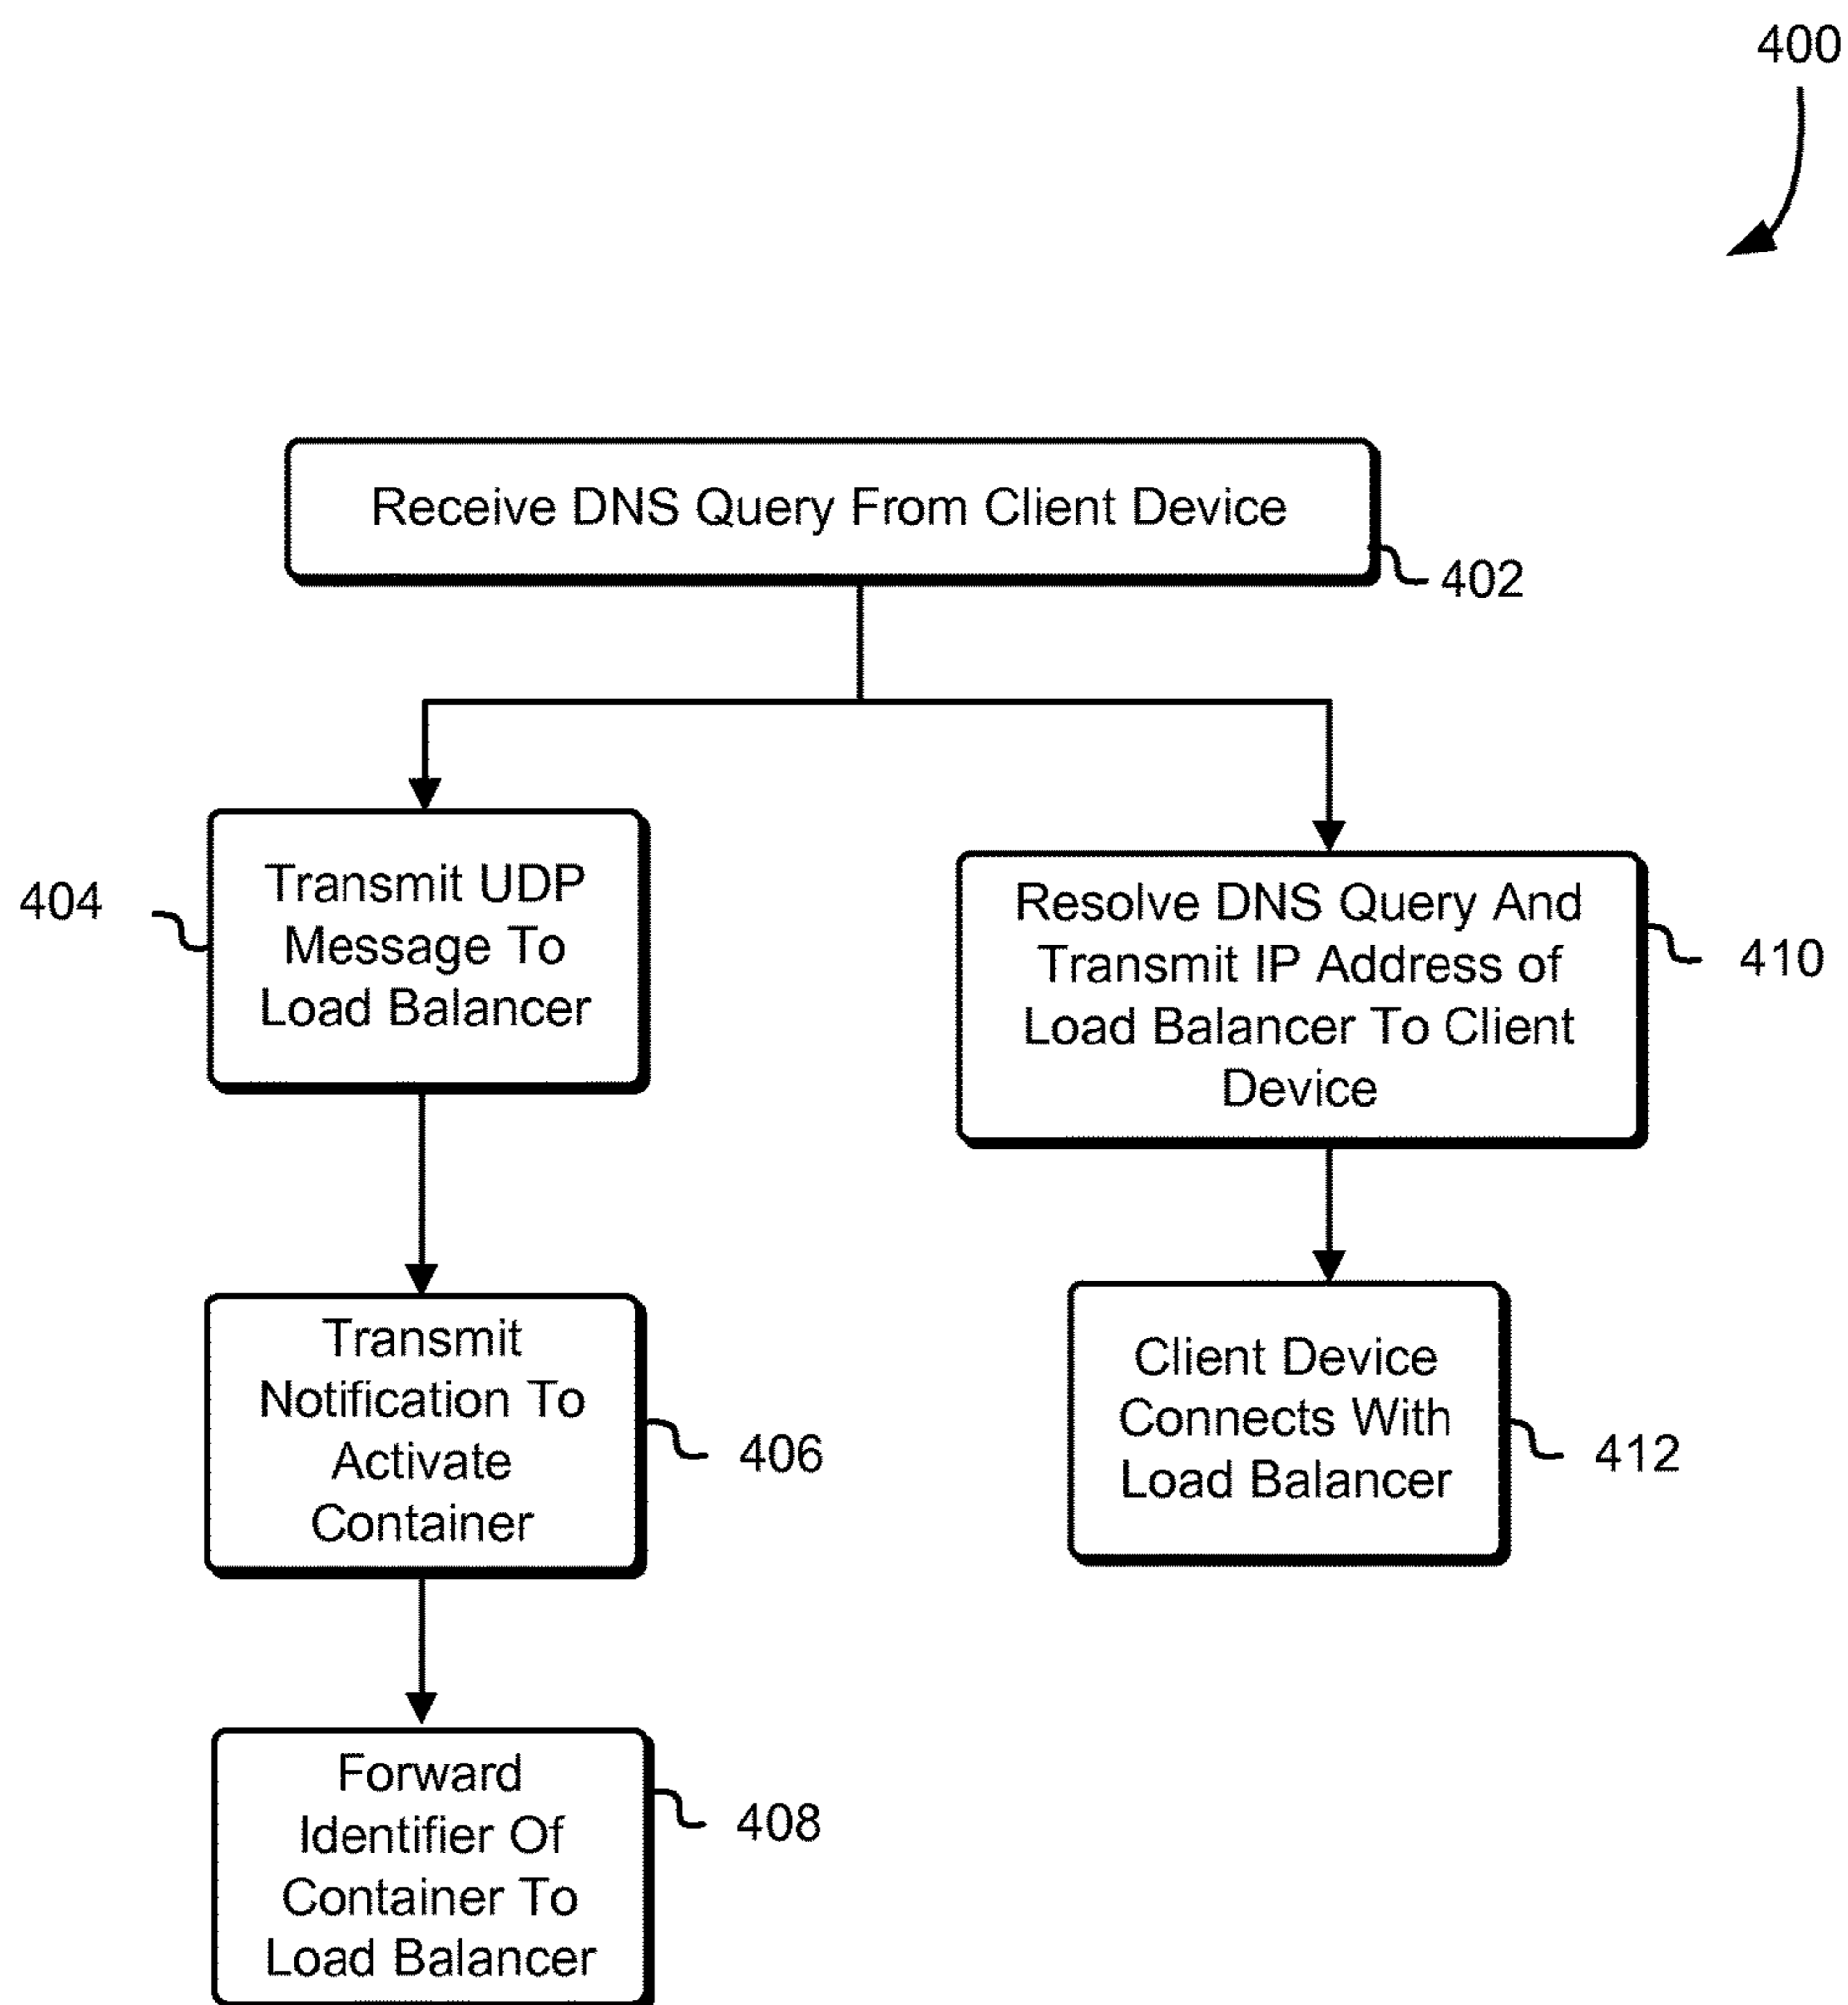 400
Receive DNS Query From Client Device
402
404
Transmit UDP
Message To
Load Balancer
Resolve DNS Query And
Transmit IP Address of
Load Balancer To Client
Device
410
Transmit
Notification To
Activate
Container
406
Client Device
Connects With
Load Balancer
412
Forward
Identifier Of
Container To
Load Balancer
408